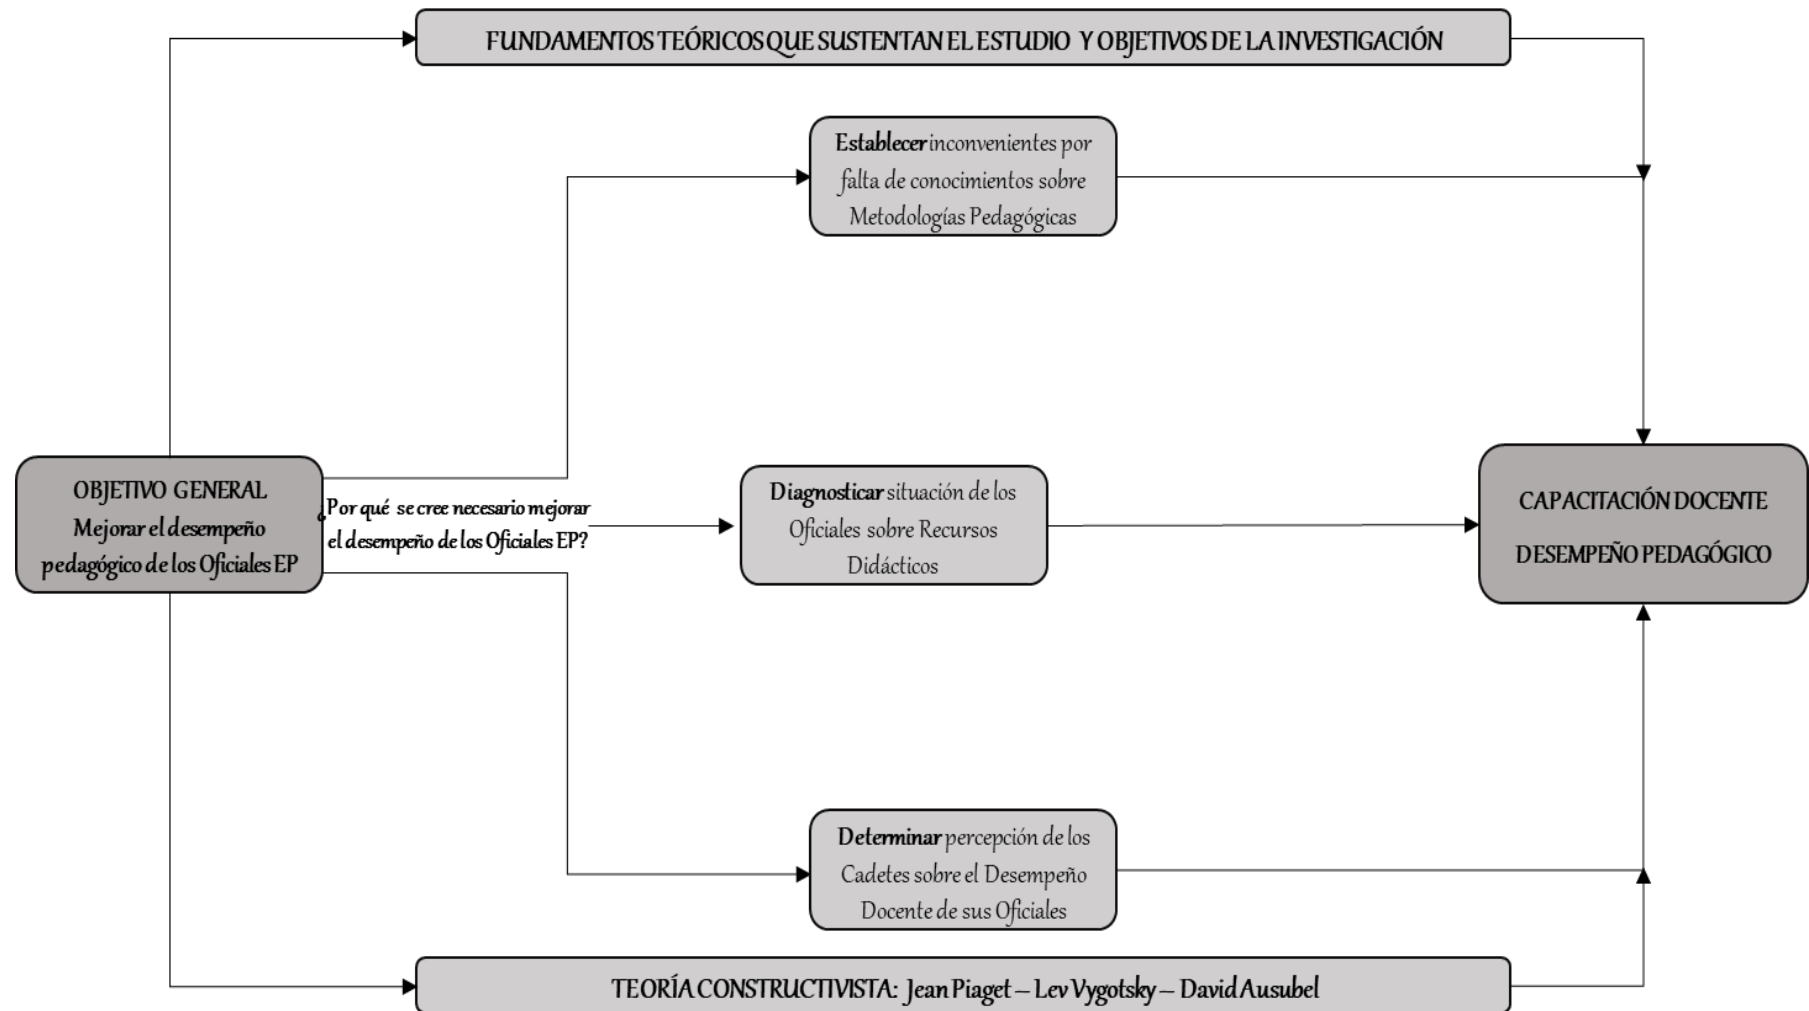 FUNDAMENTOS TEÓRICOS QUE SUSTENTAN EL ESTUDIO Y OBJETIVOS DE LA INVESTIGACIÓN
Establecer inconvenientes por
falta de conocimientos sobre
Metodologías Pedagógicas
OBJETIVO GENERAL
Mejorar el desempeño
pedagógico de los Oficiales EP
¿Por qué se cree necesario mejorar
el desempeño de los Oficiales EP?
Diagnosticar situación de los
Oficiales sobre Recursos
Didácticos
CAPACITACIÓN DOCENTE
DESEMPEÑO PEDAGÓGICO
Determinar percepción de los
Cadetes sobre el Desempeño
Docente de sus Oficiales
TEORÍA CONSTRUCTIVISTA: Jean Piaget – Lev Vygotsky – David Ausubel